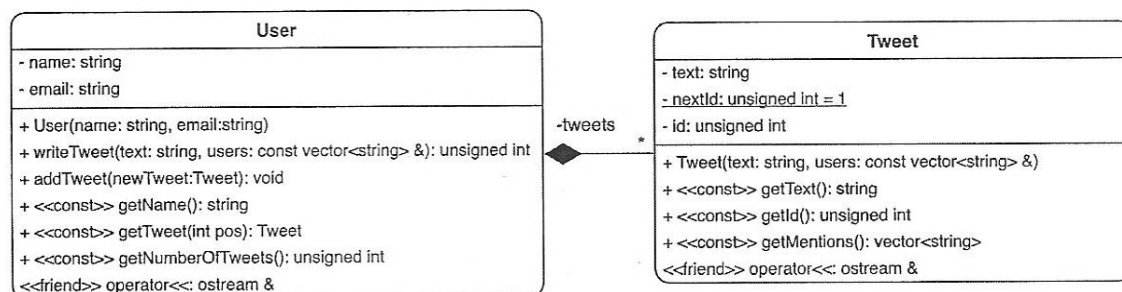 User
- name: string
- email: string
+ User(name: string, email:string)
+ writeTweet(text: string, users: const vector<string> &): unsigned int
+ addTweet(newTweet:Tweet): void
+ <<const>> getName(): string
+ <<const>> getTweet(int pos): Tweet
+ <<const>> getNumberOfTweets(): unsigned int
<<friend>> operator<<: ostream &
-tweets
*
Tweet
- text: string
- nextId: unsigned int = 1
- id: unsigned int
+ Tweet(text: string, users: const vector<string> &)
+ <<const>> getText(): string
+ <<const>> getId(): unsigned int
+ <<const>> getMentions(): vector<string>
<<friend>> operator<<: ostream &